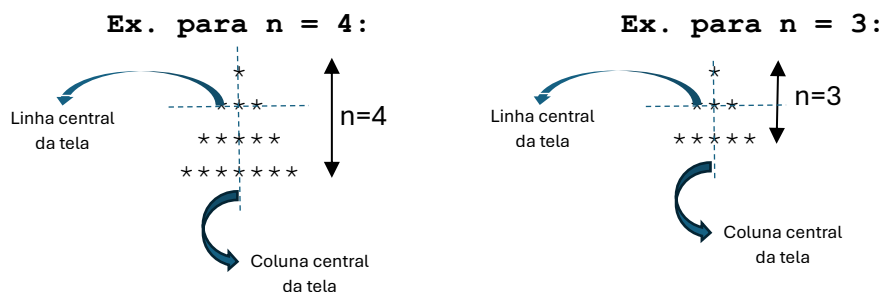 Ex. para n = 4:
*
***
*****
*******
n=4
Linha central
da tela
Coluna central
da tela
Ex. para n = 3:
*
***
*****
n=3
Linha central
da tela
Coluna central
da tela